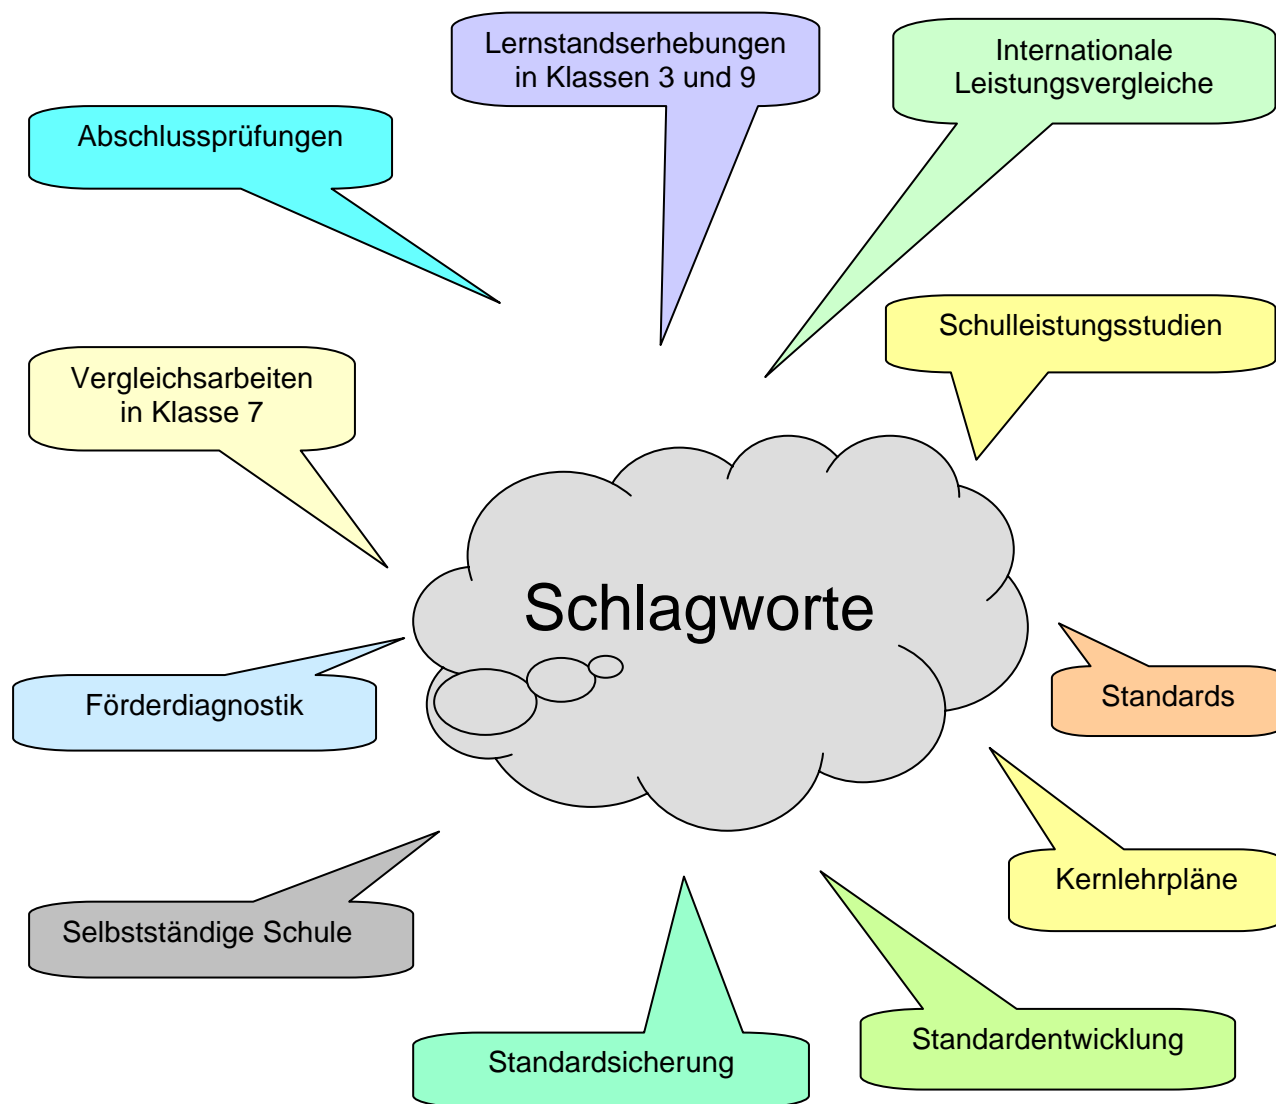 Lernstandserhebungen
in Klassen 3 und 9
Internationale
Leistungsvergleiche
Abschlussprüfungen
Schulleistungsstudien
Vergleichsarbeiten
in Klasse 7
Schlagworte
Förderdiagnostik
Standards
Kernlehrpläne
Selbstständige Schule
Standardentwicklung
Standardsicherung